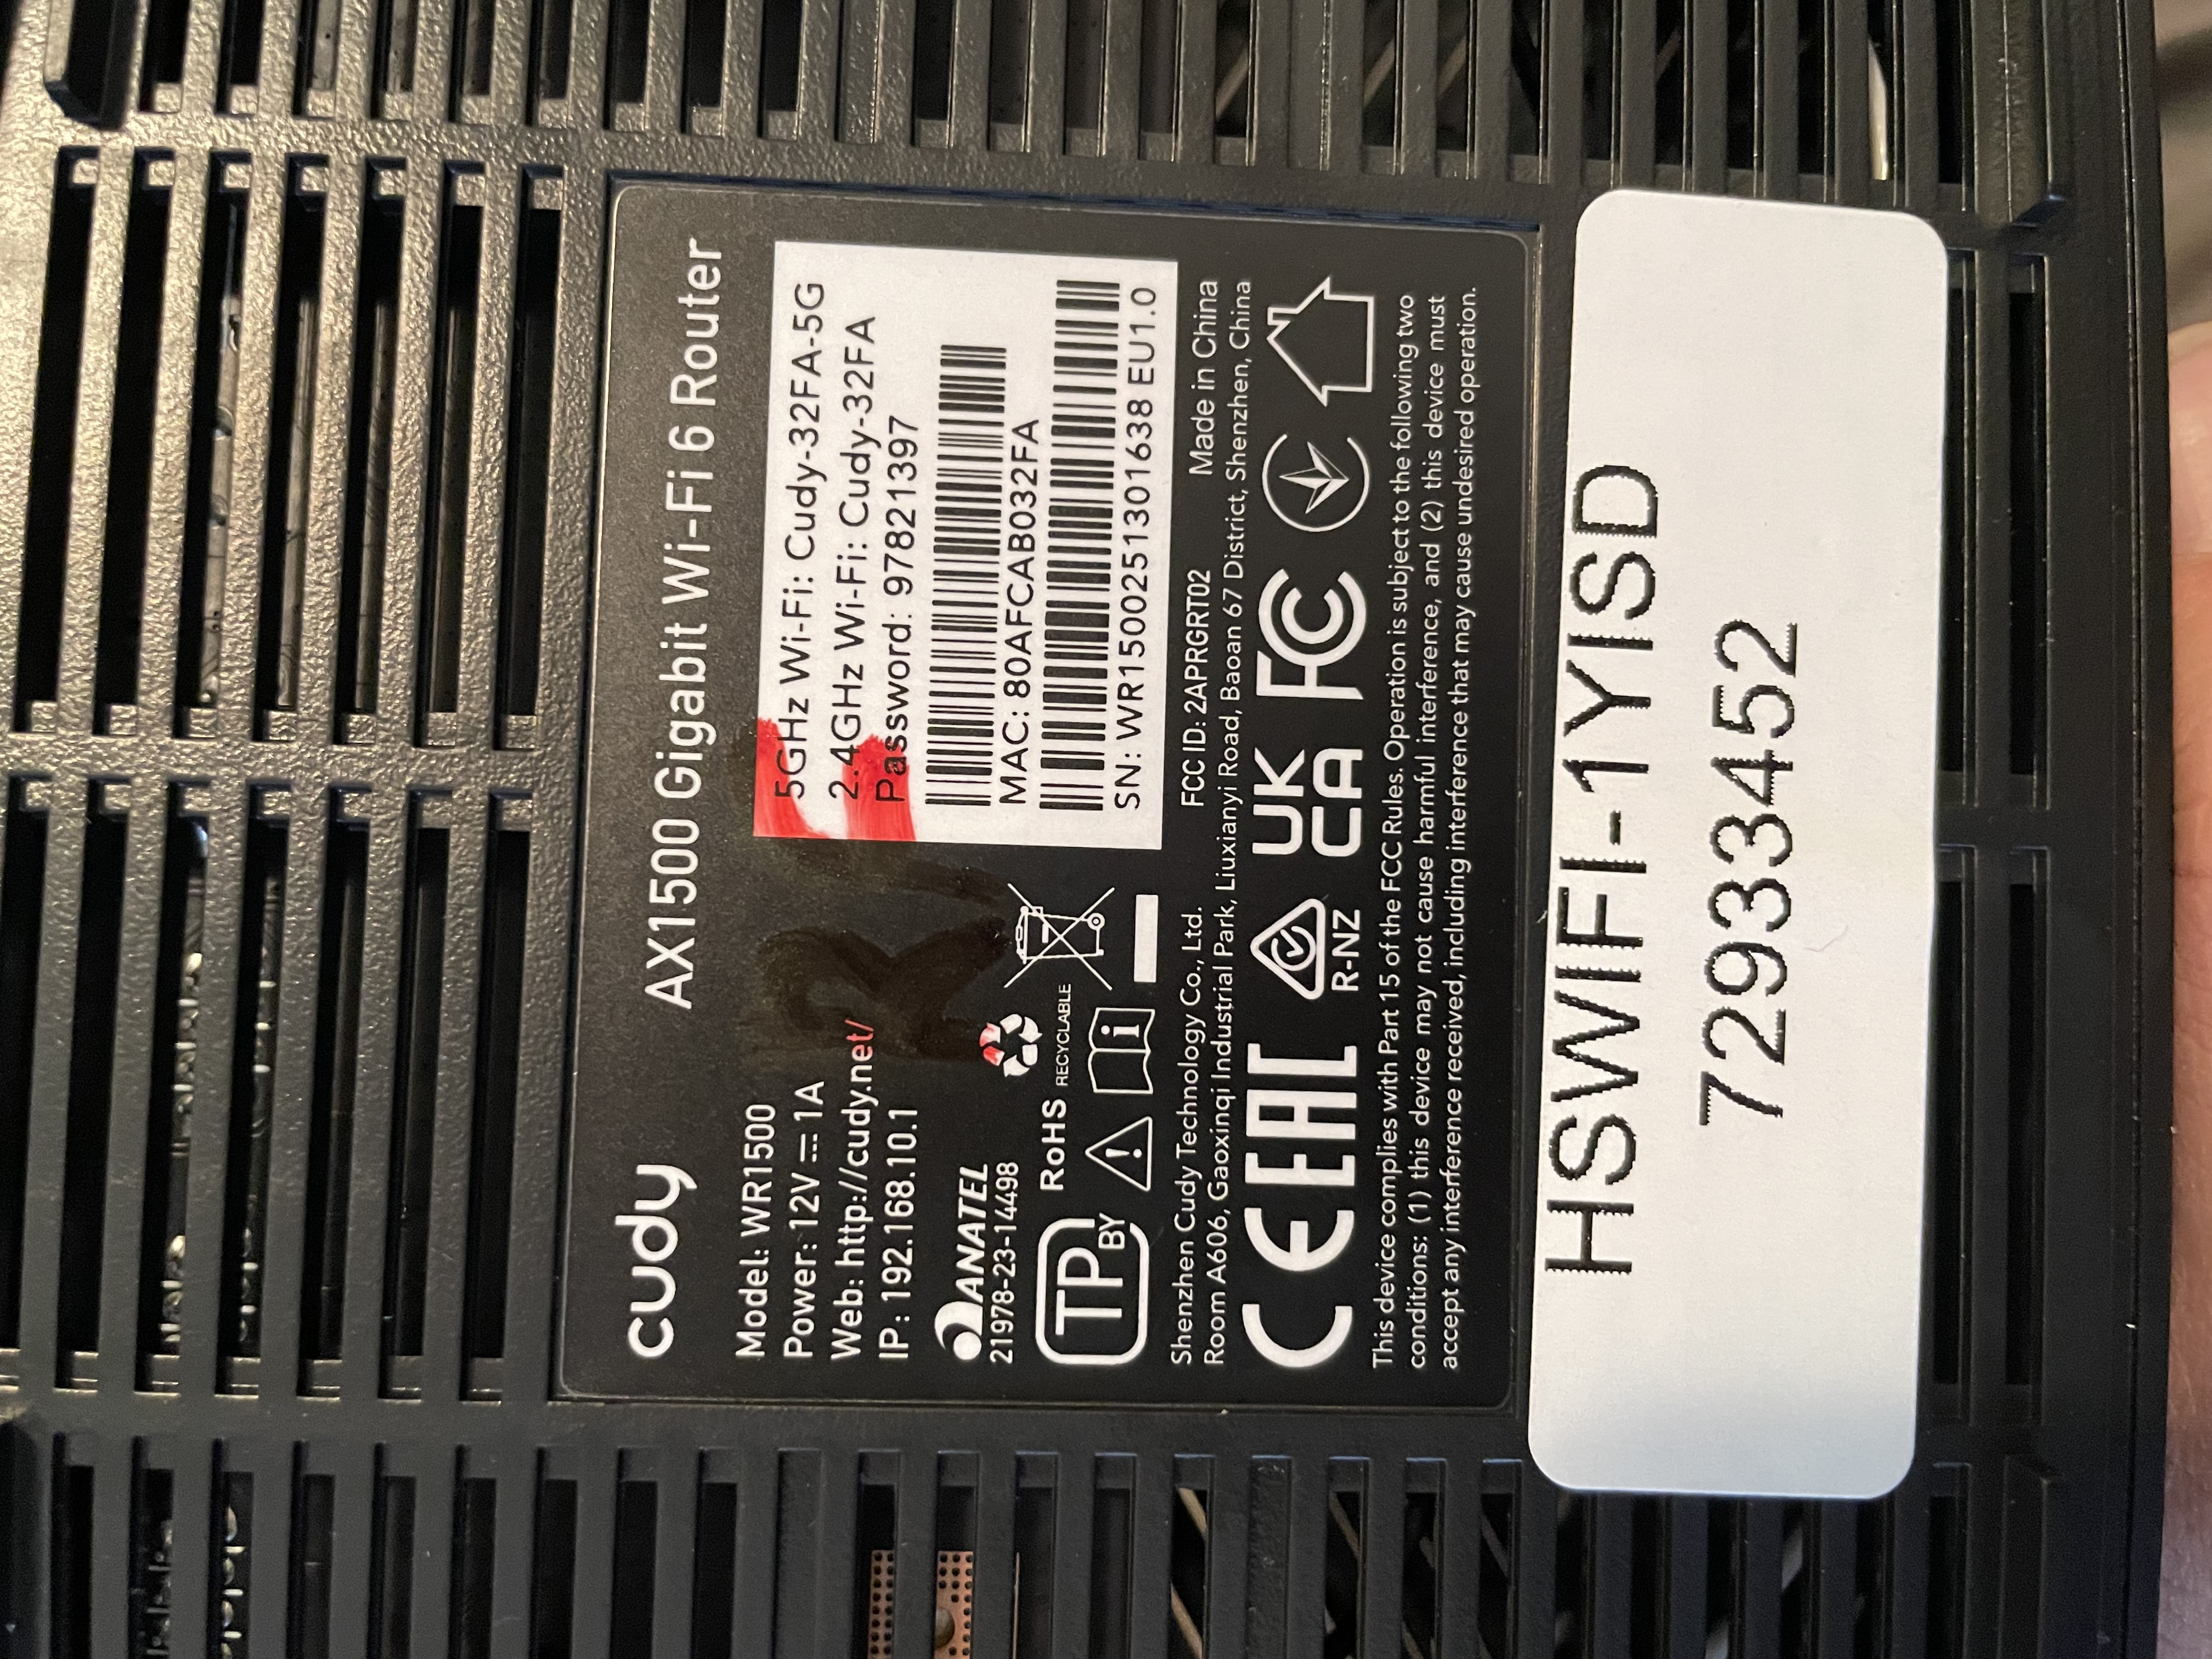 cudy
AX1500 Gigabit Wi-Fi 6 Router
Model: WR1500
Power: 12V ⎓ 1A
Web: http://cudy.net/
IP: 192.168.10.1
5GHz Wi-Fi: Cudy-32FA-5G
2.4GHz Wi-Fi: Cudy-32FA
Password: 97821397
MAC: 80AFCAB032FA
SN: WR1500251301638 EU1.0
ANATEL
21978-23-14498
RoHS
RECYCLABLE
TP
BY
Shenzhen Cudy Technology Co., Ltd. FCC ID: 2APRGRT02 Made in China
Room A606, Gaoxinqi Industrial Park, Liuxianyi Road, Baoan 67 District, Shenzhen, China
CE EAC R-NZ UK CA FC
This device complies with Part 15 of the FCC Rules. Operation is subject to the following two
conditions: (1) this device may not cause harmful interference, and (2) this device must
accept any interference received, including interference that may cause undesired operation.
HSWIFI-1YISD
72933452